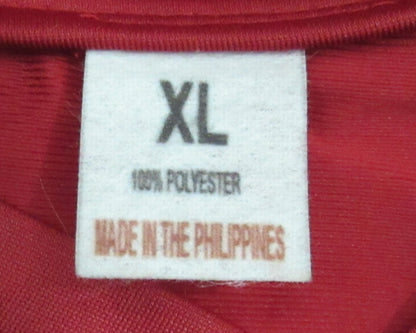 XL
100% POLYESTER
MADE IN THE PHILIPPINES